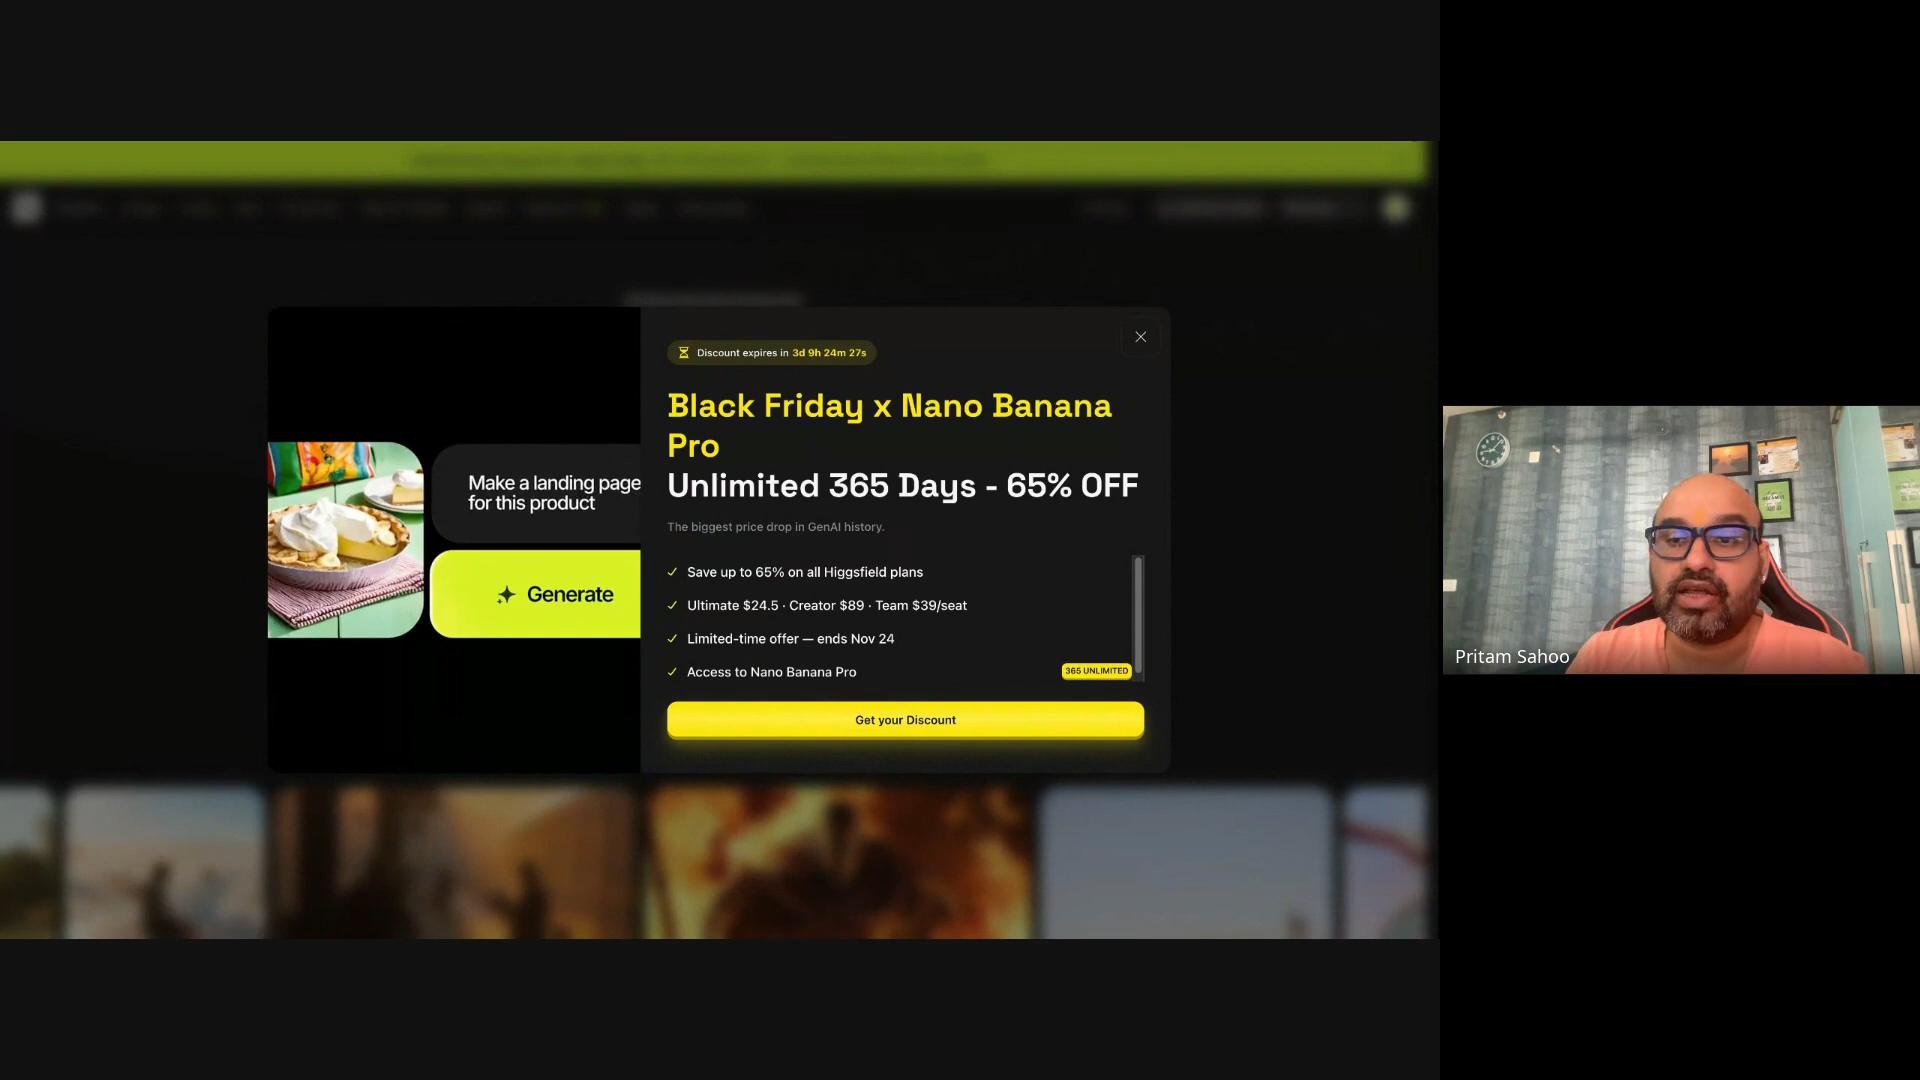 Discount expires in 3d 9h 24m 27s
Black Friday x Nano Banana
Pro
Unlimited 365 Days - 65% OFF
The biggest price drop in GenAI history.
Make a landing page
for this product
Generate
Save up to 65% on all Higgsfield plans
Ultimate $24.5 · Creator $89 · Team $39/seat
Limited-time offer — ends Nov 24
Access to Nano Banana Pro
365 UNLIMITED
Get your Discount
Pritam Sahoo